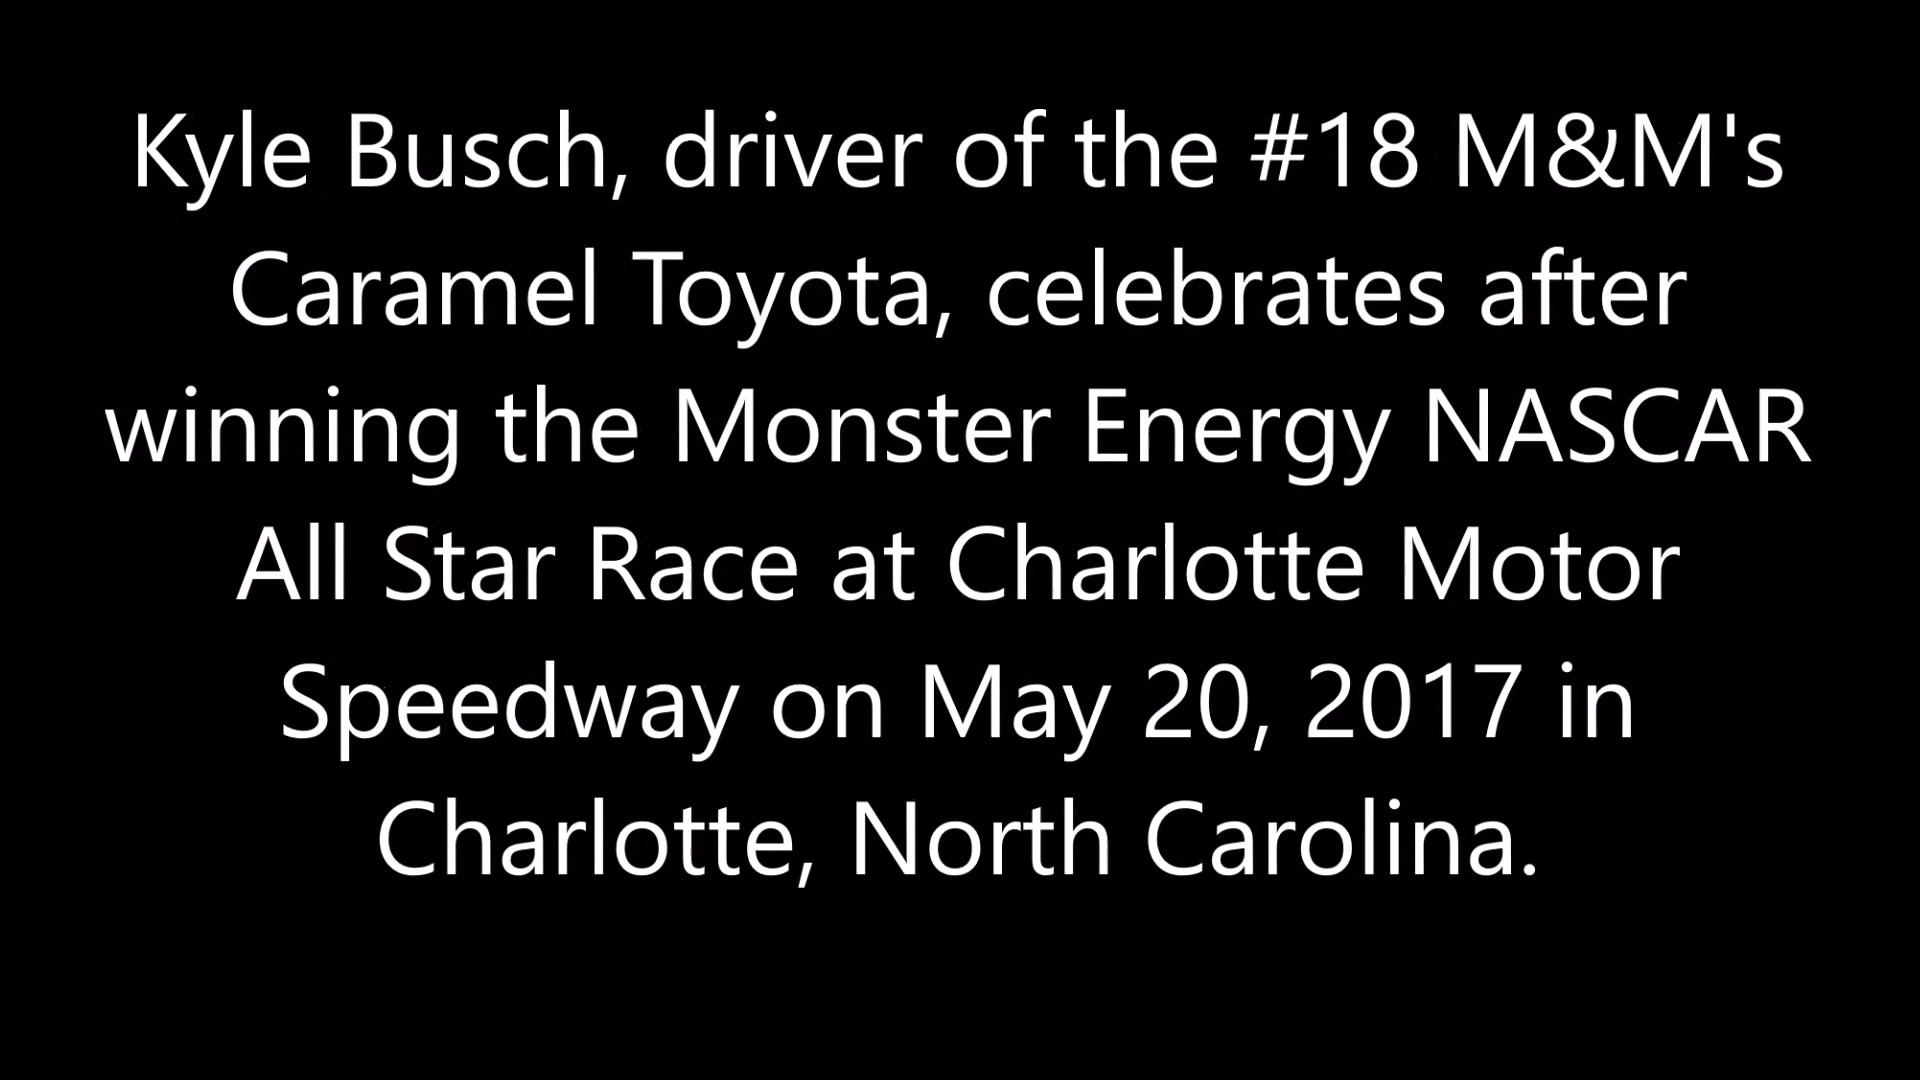 Kyle Busch, driver of the #18 M&M's
Caramel Toyota, celebrates after
winning the Monster Energy NASCAR
All Star Race at Charlotte Motor
Speedway on May 20, 2017 in
Charlotte, North Carolina.